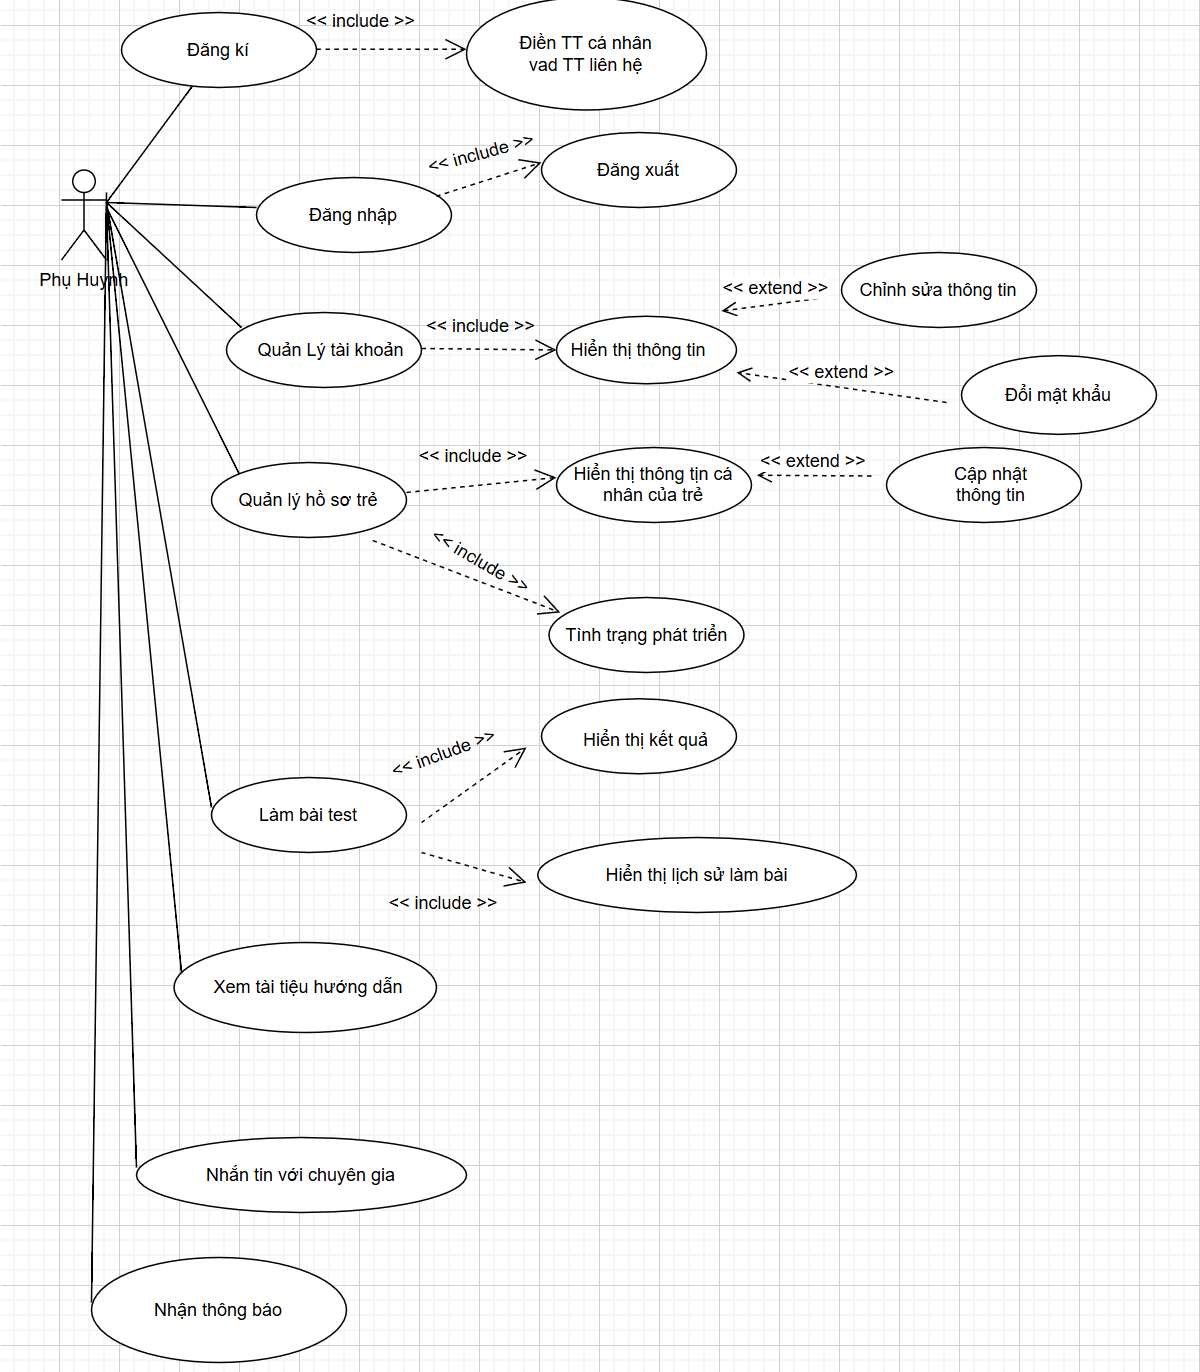 << include >>
Đăng kí
Điền TT cá nhân
vad TT liên hệ
<< include >>
Đăng xuất
Đăng nhập
Phụ Huynh
<< extend >>
Chỉnh sửa thông tin
<< include >>
Quản Lý tài khoản
Hiển thị thông tin
<< extend >>
Đổi mật khẩu
<< include >>
Quản lý hồ sơ trẻ
Hiển thị thông tịn cá
nhân của trẻ
<< extend >>
Cập nhật
thông tin
<< include >>
Tình trạng phát triển
<< include >>
Hiển thị kết quả
Làm bài test
Hiển thị lịch sử làm bài
<< include >>
Xem tài tiệu hướng dẫn
Nhắn tin với chuyên gia
Nhận thông báo